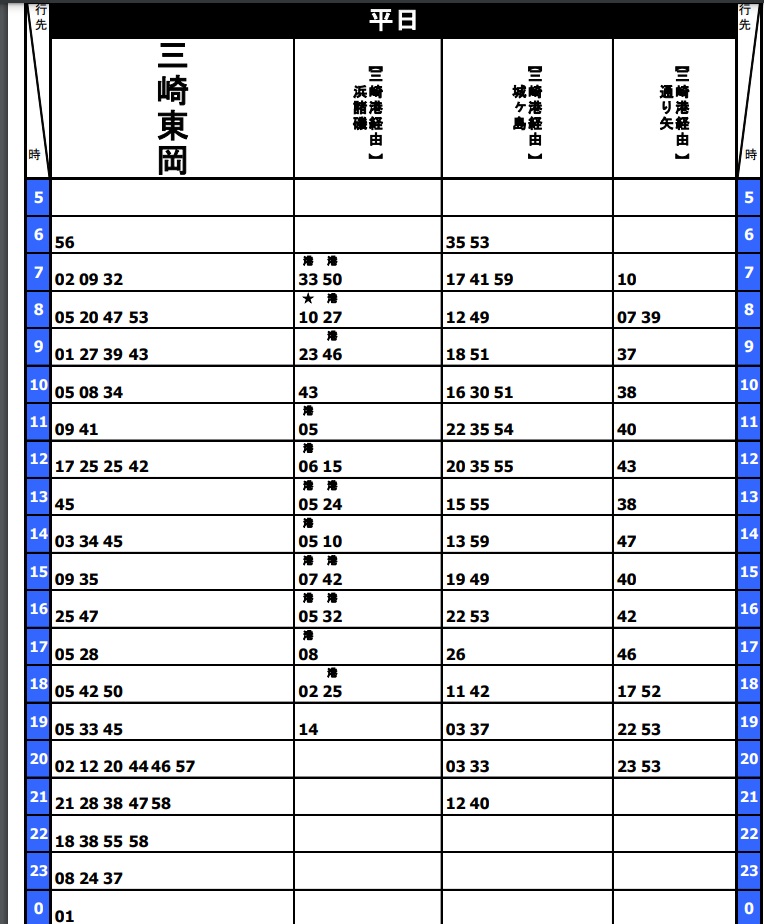 行先 平日 行先
時 三崎東岡 【三崎港経由】浜諸磯 【三崎港経由】城ヶ島 【三崎港経由】通り矢 時
5 5
6 56 35 53 6
港 港
7 02 09 32 33 50 17 41 59 10 7
★ 港
8 05 20 47 53 10 27 12 49 07 39 8
港
9 01 27 39 43 23 46 18 51 37 9
10 05 08 34 43 16 30 51 38 10
港
11 09 41 05 22 35 54 40 11
港
12 17 25 25 42 06 15 20 35 55 43 12
港 港
13 45 05 24 15 55 38 13
港
14 03 34 45 05 10 13 59 47 14
港 港
15 09 35 07 42 19 49 40 15
港 港
16 25 47 05 32 22 53 42 16
港
17 05 28 08 26 46 17
港
18 05 42 50 02 25 11 42 17 52 18
19 05 33 45 14 03 37 22 53 19
20 02 12 20 44 46 57 03 33 23 53 20
21 21 28 38 47 58 12 40 21
22 18 38 55 58 22
23 08 24 37 23
0 01 0